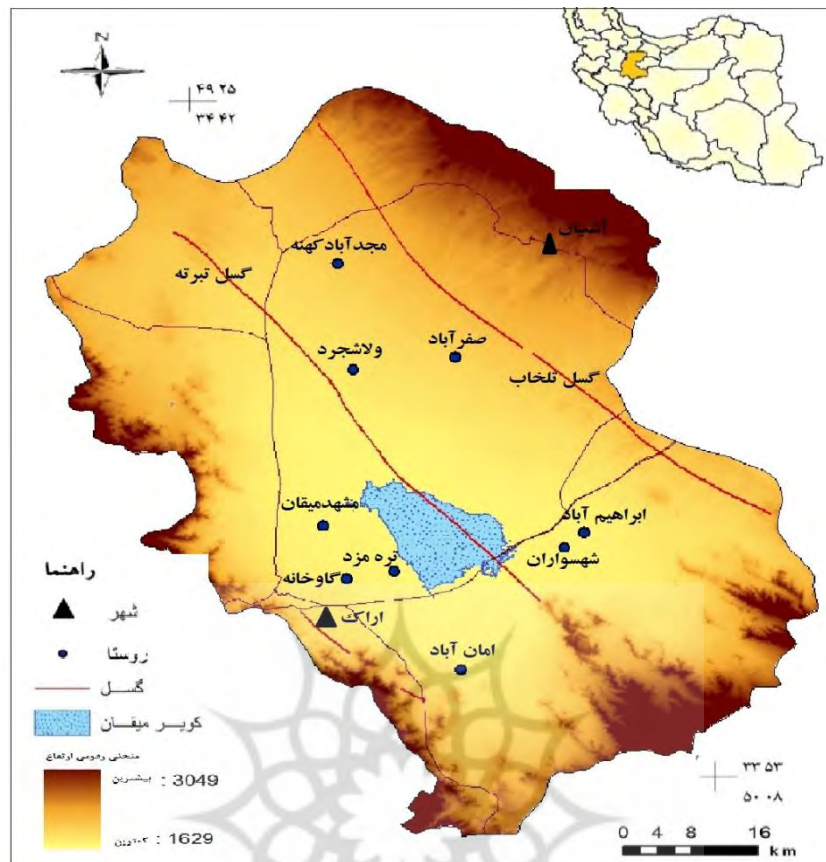 ۴۹ ۲۵
۳۴ ۴۲
آشتیان
مجدآباد کهنه
گسل تبرته
صفرآباد
ولاشجرد
گسل تلخاب
مشهدمیقان
ابراهیم آباد
شهسواران
تره مزد
گاوخانه
اراک
امان آباد
راهنما
شهر
روستا
گسل
کویر میقان
منحنی رقومی ارتفاع
بیشترین : 3049
کمترین : 1629
۳۳ ۵۳
۵۰ ۰۸
0 4 8 16
km